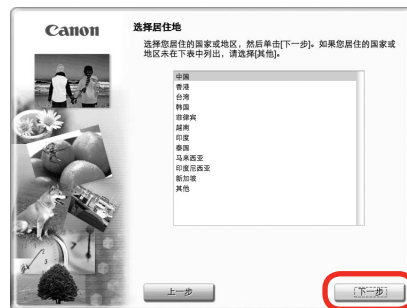 Canon
选择居住地
选择您居住的国家或地区，然后单击[下一步]。如果您居住的国家或
地区未在下表中列出，请选择[其他]。
中国
香港
台湾
韩国
菲律宾
越南
印度
泰国
马来西亚
印度尼西亚
新加坡
其他
上一步
下一步